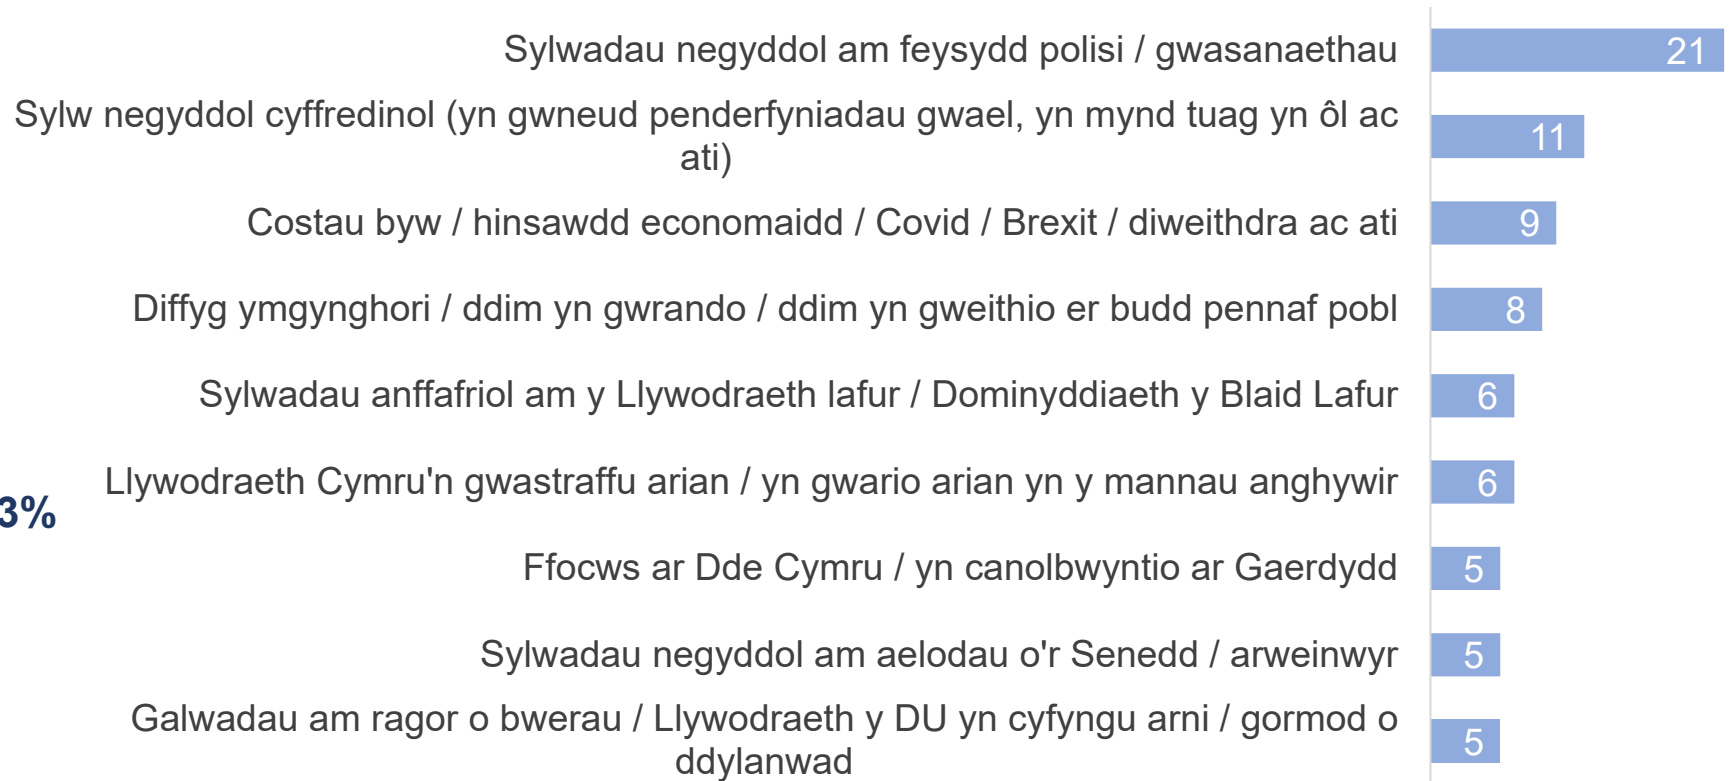 Sylwadau negyddol am feysydd polisi / gwasanaethau
21
Sylw negyddol cyffredinol (yn gwneud penderfyniadau gwael, yn mynd tuag yn ôl ac
ati)
11
Costau byw / hinsawdd economaidd / Covid / Brexit / diweithdra ac ati
9
Diffyg ymgynghori / ddim yn gwrando / ddim yn gweithio er budd pennaf pobl
8
Sylwadau anffafriol am y Llywodraeth lafur / Dominyddiaeth y Blaid Lafur
6
Llywodraeth Cymru'n gwastraffu arian / yn gwario arian yn y mannau anghywir
6
3%
Ffocws ar Dde Cymru / yn canolbwyntio ar Gaerdydd
5
Sylwadau negyddol am aelodau o'r Senedd / arweinwyr
5
Galwadau am ragor o bwerau / Llywodraeth y DU yn cyfyngu arni / gormod o
ddylanwad
5